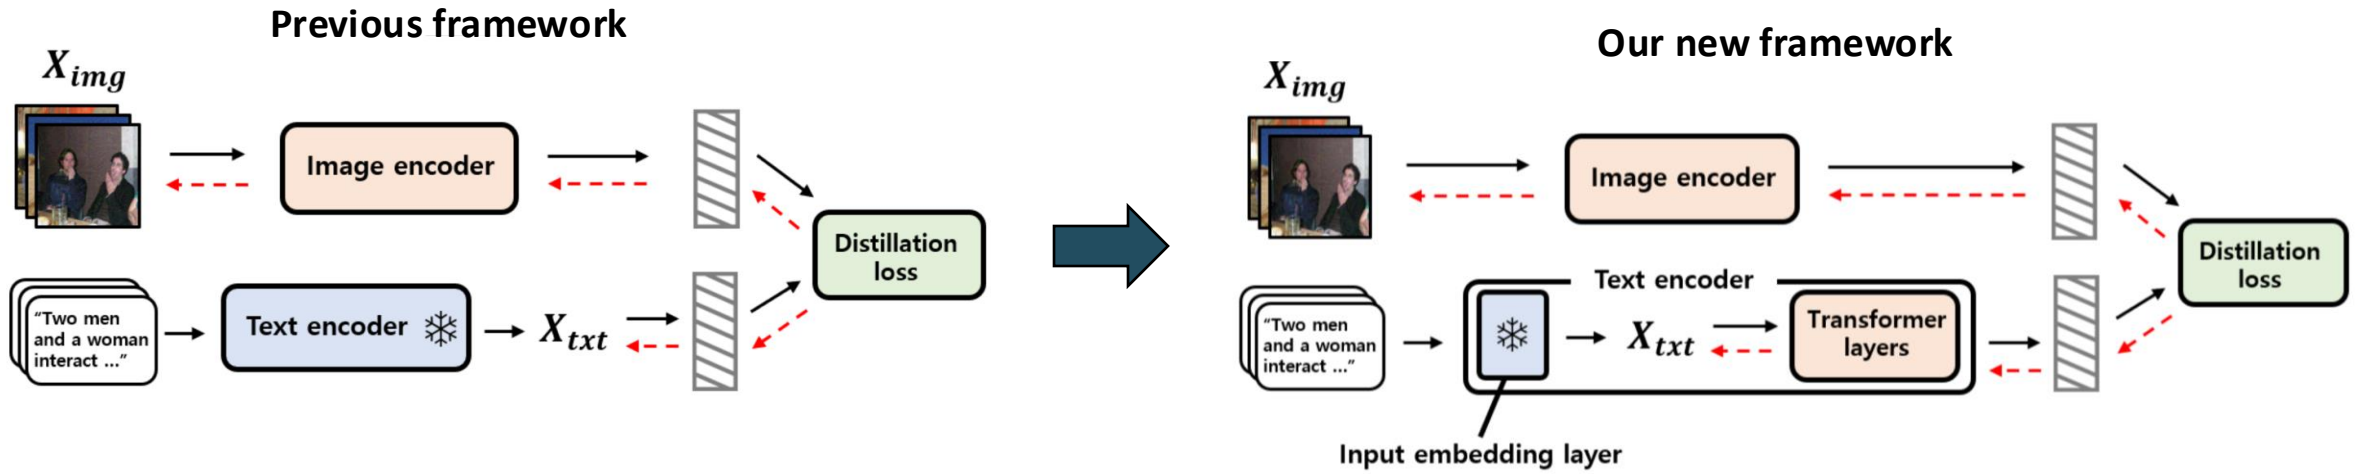 Previous framework
X_img
Image encoder
Distillation
loss
"Two men
and a woman
interact ..."
Text encoder
X_txt
Our new framework
X_img
Image encoder
Distillation
loss
Text encoder
"Two men
and a woman
interact ..."
X_txt
Transformer
layers
Input embedding layer